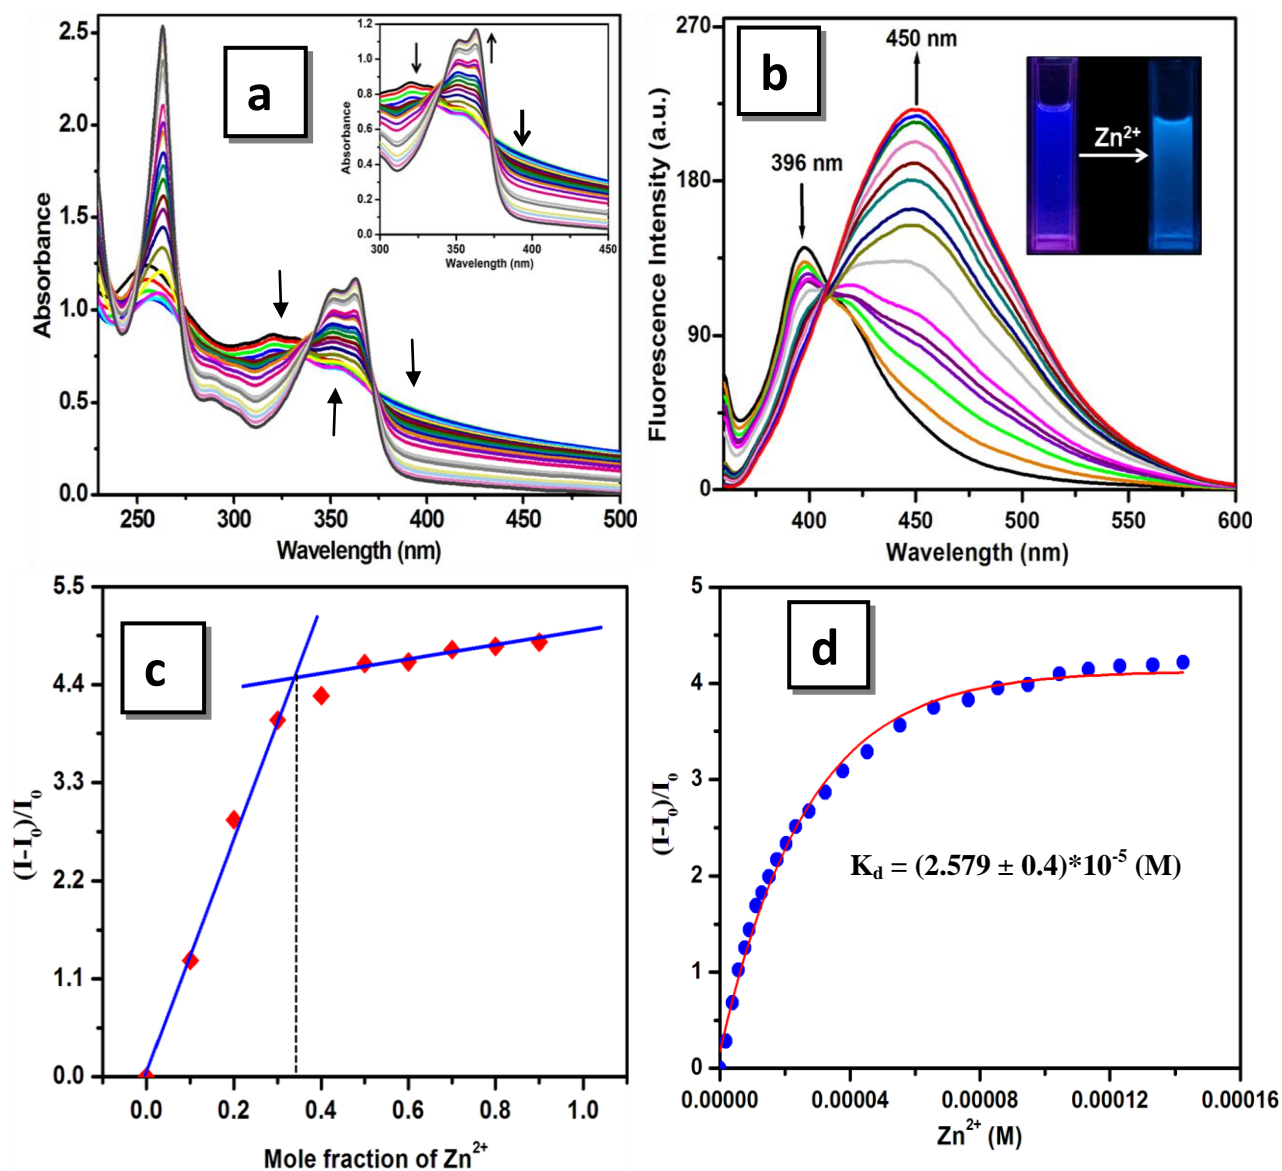 a
2.5
2.0
1.5
1.0
0.5
0.0
Absorbance
250 300 350 400 450 500
Wavelength (nm)
1.2
1.0
0.8
0.6
0.4
0.2
0.0
Absorbance
300 350 400 450
Wavelength (nm)
b
270
180
90
0
Fluorescence Intensity (a.u.)
450 nm
396 nm
Zn²⁺
400 450 500 550 600
Wavelength (nm)
c
5.5
4.4
3.3
2.2
1.1
0.0
(I-I₀)/I₀
0.0 0.2 0.4 0.6 0.8 1.0
Mole fraction of Zn²⁺
d
5
4
3
2
1
0
(I-I₀)/I₀
K_d = (2.579 ± 0.4)*10⁻⁵ (M)
0.00000 0.00004 0.00008 0.00012 0.00016
Zn²⁺ (M)